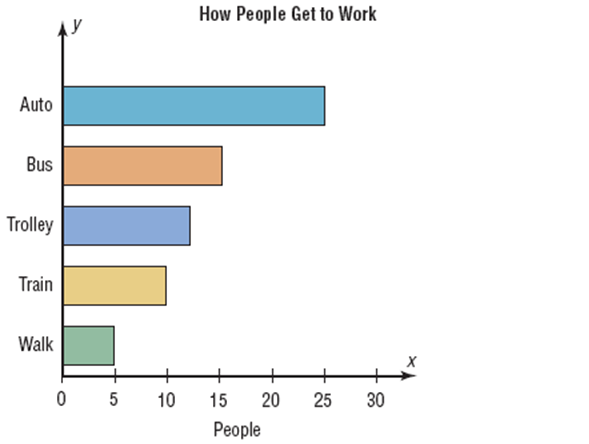 How People Get to Work
y
Auto
Bus
Trolley
Train
Walk
x
0 5 10 15 20 25 30
People